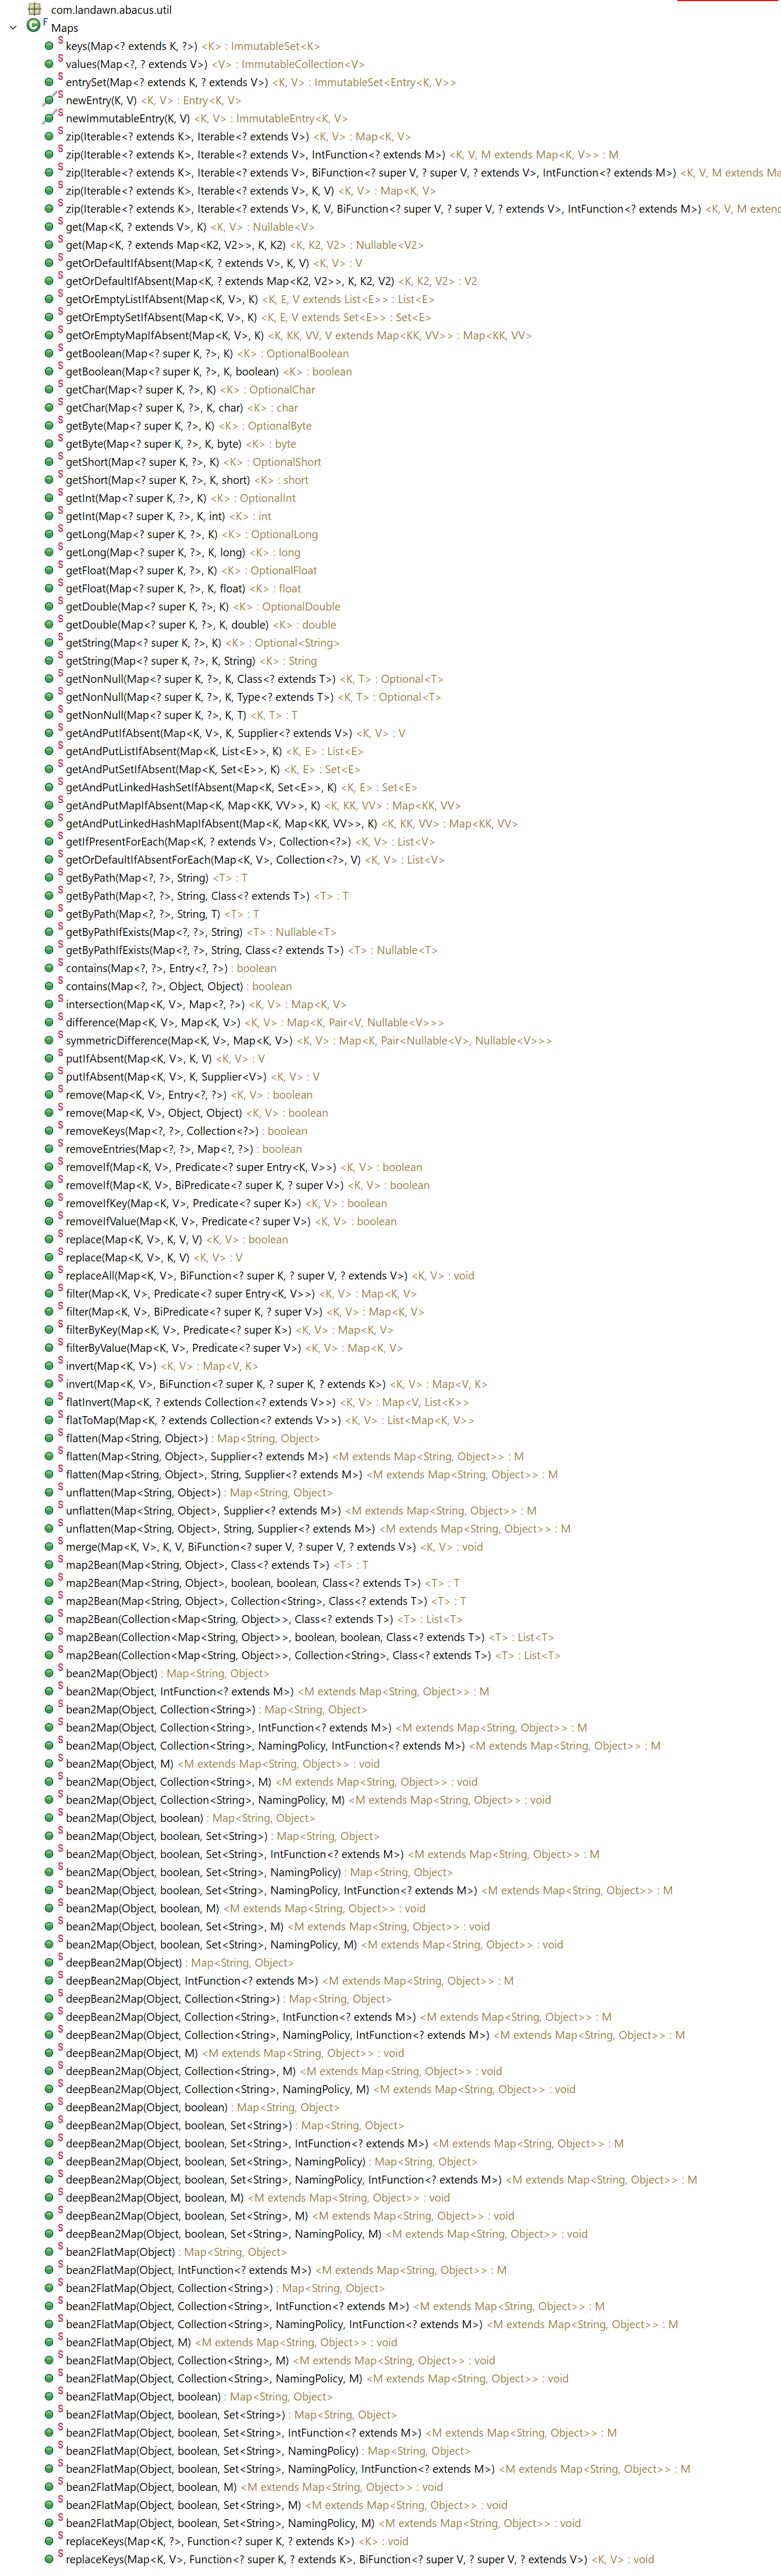 com.landawn.abacus.util
Maps
keys(Map<? extends K, ?>) <K> : ImmutableSet<K>
values(Map<?, ? extends V>) <V> : ImmutableCollection<V>
entrySet(Map<? extends K, ? extends V>) <K, V> : ImmutableSet<Entry<K, V>>
newEntry(K, V) <K, V> : Entry<K, V>
newImmutableEntry(K, V) <K, V> : ImmutableEntry<K, V>
zip(Iterable<? extends K>, Iterable<? extends V>) <K, V> : Map<K, V>
zip(Iterable<? extends K>, Iterable<? extends V>, IntFunction<? extends M>) <K, V, M extends Map<K, V>> : M
zip(Iterable<? extends K>, Iterable<? extends V>, BiFunction<? super V, ? super V, ? extends V>, IntFunction<? extends M>) <K, V, M extends Ma
zip(Iterable<? extends K>, Iterable<? extends V>, K, V) <K, V> : Map<K, V>
zip(Iterable<? extends K>, Iterable<? extends V>, K, V, BiFunction<? super V, ? super V, ? extends V>, IntFunction<? extends M>) <K, V, M exten
get(Map<K, ? extends V>, K) <K, V> : Nullable<V>
get(Map<K, ? extends Map<K2, V2>>, K, K2) <K, K2, V2> : Nullable<V2>
getOrDefaultIfAbsent(Map<K, ? extends V>, K, V) <K, V> : V
getOrDefaultIfAbsent(Map<K, ? extends Map<K2, V2>>, K, K2, V2) <K, K2, V2> : V2
getOrEmptyListIfAbsent(Map<K, V>, K) <K, E, V extends List<E>> : List<E>
getOrEmptySetIfAbsent(Map<K, V>, K) <K, E, V extends Set<E>> : Set<E>
getOrEmptyMapIfAbsent(Map<K, V>, K) <K, KK, VV, V extends Map<KK, VV>> : Map<KK, VV>
getBoolean(Map<? super K, ?>, K) <K> : OptionalBoolean
getBoolean(Map<? super K, ?>, K, boolean) <K> : boolean
getChar(Map<? super K, ?>, K) <K> : OptionalChar
getChar(Map<? super K, ?>, K, char) <K> : char
getByte(Map<? super K, ?>, K) <K> : OptionalByte
getByte(Map<? super K, ?>, K, byte) <K> : byte
getShort(Map<? super K, ?>, K) <K> : OptionalShort
getShort(Map<? super K, ?>, K, short) <K> : short
getInt(Map<? super K, ?>, K) <K> : OptionalInt
getInt(Map<? super K, ?>, K, int) <K> : int
getLong(Map<? super K, ?>, K) <K> : OptionalLong
getLong(Map<? super K, ?>, K, long) <K> : long
getFloat(Map<? super K, ?>, K) <K> : OptionalFloat
getFloat(Map<? super K, ?>, K, float) <K> : float
getDouble(Map<? super K, ?>, K) <K> : OptionalDouble
getDouble(Map<? super K, ?>, K, double) <K> : double
getString(Map<? super K, ?>, K) <K> : Optional<String>
getString(Map<? super K, ?>, K, String) <K> : String
getNonNull(Map<? super K, ?>, K, Class<? extends T>) <K, T> : Optional<T>
getNonNull(Map<? super K, ?>, K, Type<? extends T>) <K, T> : Optional<T>
getNonNull(Map<? super K, ?>, K, T) <K, T> : T
getAndPutIfAbsent(Map<K, V>, K, Supplier<? extends V>) <K, V> : V
getAndPutListIfAbsent(Map<K, List<E>>, K) <K, E> : List<E>
getAndPutSetIfAbsent(Map<K, Set<E>>, K) <K, E> : Set<E>
getAndPutLinkedHashSetIfAbsent(Map<K, Set<E>>, K) <K, E> : Set<E>
getAndPutMapIfAbsent(Map<K, Map<KK, VV>>, K) <K, KK, VV> : Map<KK, VV>
getAndPutLinkedHashMapIfAbsent(Map<K, Map<KK, VV>>, K) <K, KK, VV> : Map<KK, VV>
getIfPresentForEach(Map<K, ? extends V>, Collection<?>) <K, V> : List<V>
getOrDefaultIfAbsentForEach(Map<K, V>, Collection<?>, V) <K, V> : List<V>
getByPath(Map<?, ?>, String) <T> : T
getByPath(Map<?, ?>, String, Class<? extends T>) <T> : T
getByPath(Map<?, ?>, String, T) <T> : T
getByPathIfExists(Map<?, ?>, String) <T> : Nullable<T>
getByPathIfExists(Map<?, ?>, String, Class<? extends T>) <T> : Nullable<T>
contains(Map<?, ?>, Entry<?, ?>) : boolean
contains(Map<?, ?>, Object, Object) : boolean
intersection(Map<K, V>, Map<?, ?>) <K, V> : Map<K, V>
difference(Map<K, V>, Map<K, V>) <K, V> : Map<K, Pair<V, Nullable<V>>>
symmetricDifference(Map<K, V>, Map<K, V>) <K, V> : Map<K, Pair<Nullable<V>, Nullable<V>>>
putIfAbsent(Map<K, V>, K, V) <K, V> : V
putIfAbsent(Map<K, V>, K, Supplier<V>) <K, V> : V
remove(Map<K, V>, Entry<?, ?>) <K, V> : boolean
remove(Map<K, V>, Object, Object) <K, V> : boolean
removeKeys(Map<?, ?>, Collection<?>) : boolean
removeEntries(Map<?, ?>, Map<?, ?>) : boolean
removeIf(Map<K, V>, Predicate<? super Entry<K, V>>) <K, V> : boolean
removeIf(Map<K, V>, BiPredicate<? super K, ? super V>) <K, V> : boolean
removeIfKey(Map<K, V>, Predicate<? super K>) <K, V> : boolean
removeIfValue(Map<K, V>, Predicate<? super V>) <K, V> : boolean
replace(Map<K, V>, K, V, V) <K, V> : boolean
replace(Map<K, V>, K, V) <K, V> : V
replaceAll(Map<K, V>, BiFunction<? super K, ? super V, ? extends V>) <K, V> : void
filter(Map<K, V>, Predicate<? super Entry<K, V>>) <K, V> : Map<K, V>
filter(Map<K, V>, BiPredicate<? super K, ? super V>) <K, V> : Map<K, V>
filterByKey(Map<K, V>, Predicate<? super K>) <K, V> : Map<K, V>
filterByValue(Map<K, V>, Predicate<? super V>) <K, V> : Map<K, V>
invert(Map<K, V>) <K, V> : Map<V, K>
invert(Map<K, V>, BiFunction<? super K, ? super K, ? extends K>) <K, V> : Map<V, K>
flatInvert(Map<K, ? extends Collection<? extends V>>) <K, V> : Map<V, List<K>>
flatToMap(Map<K, ? extends Collection<? extends V>>) <K, V> : List<Map<K, V>>
flatten(Map<String, Object>) : Map<String, Object>
flatten(Map<String, Object>, Supplier<? extends M>) <M extends Map<String, Object>> : M
flatten(Map<String, Object>, String, Supplier<? extends M>) <M extends Map<String, Object>> : M
unflatten(Map<String, Object>) : Map<String, Object>
unflatten(Map<String, Object>, Supplier<? extends M>) <M extends Map<String, Object>> : M
unflatten(Map<String, Object>, String, Supplier<? extends M>) <M extends Map<String, Object>> : M
merge(Map<K, V>, K, V, BiFunction<? super V, ? super V, ? extends V>) <K, V> : void
map2Bean(Map<String, Object>, Class<? extends T>) <T> : T
map2Bean(Map<String, Object>, boolean, boolean, Class<? extends T>) <T> : T
map2Bean(Map<String, Object>, Collection<String>, Class<? extends T>) <T> : T
map2Bean(Collection<Map<String, Object>>, Class<? extends T>) <T> : List<T>
map2Bean(Collection<Map<String, Object>>, boolean, boolean, Class<? extends T>) <T> : List<T>
map2Bean(Collection<Map<String, Object>>, Collection<String>, Class<? extends T>) <T> : List<T>
bean2Map(Object) : Map<String, Object>
bean2Map(Object, IntFunction<? extends M>) <M extends Map<String, Object>> : M
bean2Map(Object, Collection<String>) : Map<String, Object>
bean2Map(Object, Collection<String>, IntFunction<? extends M>) <M extends Map<String, Object>> : M
bean2Map(Object, Collection<String>, NamingPolicy, IntFunction<? extends M>) <M extends Map<String, Object>> : M
bean2Map(Object, M) <M extends Map<String, Object>> : void
bean2Map(Object, Collection<String>, M) <M extends Map<String, Object>> : void
bean2Map(Object, Collection<String>, NamingPolicy, M) <M extends Map<String, Object>> : void
bean2Map(Object, boolean) : Map<String, Object>
bean2Map(Object, boolean, Set<String>) : Map<String, Object>
bean2Map(Object, boolean, Set<String>, IntFunction<? extends M>) <M extends Map<String, Object>> : M
bean2Map(Object, boolean, Set<String>, NamingPolicy) : Map<String, Object>
bean2Map(Object, boolean, Set<String>, NamingPolicy, IntFunction<? extends M>) <M extends Map<String, Object>> : M
bean2Map(Object, boolean, M) <M extends Map<String, Object>> : void
bean2Map(Object, boolean, Set<String>, M) <M extends Map<String, Object>> : void
bean2Map(Object, boolean, Set<String>, NamingPolicy, M) <M extends Map<String, Object>> : void
deepBean2Map(Object) : Map<String, Object>
deepBean2Map(Object, IntFunction<? extends M>) <M extends Map<String, Object>> : M
deepBean2Map(Object, Collection<String>) : Map<String, Object>
deepBean2Map(Object, Collection<String>, IntFunction<? extends M>) <M extends Map<String, Object>> : M
deepBean2Map(Object, Collection<String>, NamingPolicy, IntFunction<? extends M>) <M extends Map<String, Object>> : M
deepBean2Map(Object, M) <M extends Map<String, Object>> : void
deepBean2Map(Object, Collection<String>, M) <M extends Map<String, Object>> : void
deepBean2Map(Object, Collection<String>, NamingPolicy, M) <M extends Map<String, Object>> : void
deepBean2Map(Object, boolean) : Map<String, Object>
deepBean2Map(Object, boolean, Set<String>) : Map<String, Object>
deepBean2Map(Object, boolean, Set<String>, IntFunction<? extends M>) <M extends Map<String, Object>> : M
deepBean2Map(Object, boolean, Set<String>, NamingPolicy) : Map<String, Object>
deepBean2Map(Object, boolean, Set<String>, NamingPolicy, IntFunction<? extends M>) <M extends Map<String, Object>> : M
deepBean2Map(Object, boolean, M) <M extends Map<String, Object>> : void
deepBean2Map(Object, boolean, Set<String>, M) <M extends Map<String, Object>> : void
deepBean2Map(Object, boolean, Set<String>, NamingPolicy, M) <M extends Map<String, Object>> : void
bean2FlatMap(Object) : Map<String, Object>
bean2FlatMap(Object, IntFunction<? extends M>) <M extends Map<String, Object>> : M
bean2FlatMap(Object, Collection<String>) : Map<String, Object>
bean2FlatMap(Object, Collection<String>, IntFunction<? extends M>) <M extends Map<String, Object>> : M
bean2FlatMap(Object, Collection<String>, NamingPolicy, IntFunction<? extends M>) <M extends Map<String, Object>> : M
bean2FlatMap(Object, M) <M extends Map<String, Object>> : void
bean2FlatMap(Object, Collection<String>, M) <M extends Map<String, Object>> : void
bean2FlatMap(Object, Collection<String>, NamingPolicy, M) <M extends Map<String, Object>> : void
bean2FlatMap(Object, boolean) : Map<String, Object>
bean2FlatMap(Object, boolean, Set<String>) : Map<String, Object>
bean2FlatMap(Object, boolean, Set<String>, IntFunction<? extends M>) <M extends Map<String, Object>> : M
bean2FlatMap(Object, boolean, Set<String>, NamingPolicy) : Map<String, Object>
bean2FlatMap(Object, boolean, Set<String>, NamingPolicy, IntFunction<? extends M>) <M extends Map<String, Object>> : M
bean2FlatMap(Object, boolean, M) <M extends Map<String, Object>> : void
bean2FlatMap(Object, boolean, Set<String>, M) <M extends Map<String, Object>> : void
bean2FlatMap(Object, boolean, Set<String>, NamingPolicy, M) <M extends Map<String, Object>> : void
replaceKeys(Map<K, ?>, Function<? super K, ? extends K>) <K> : void
replaceKeys(Map<K, V>, Function<? super K, ? extends K>, BiFunction<? super V, ? super V, ? extends V>) <K, V> : void